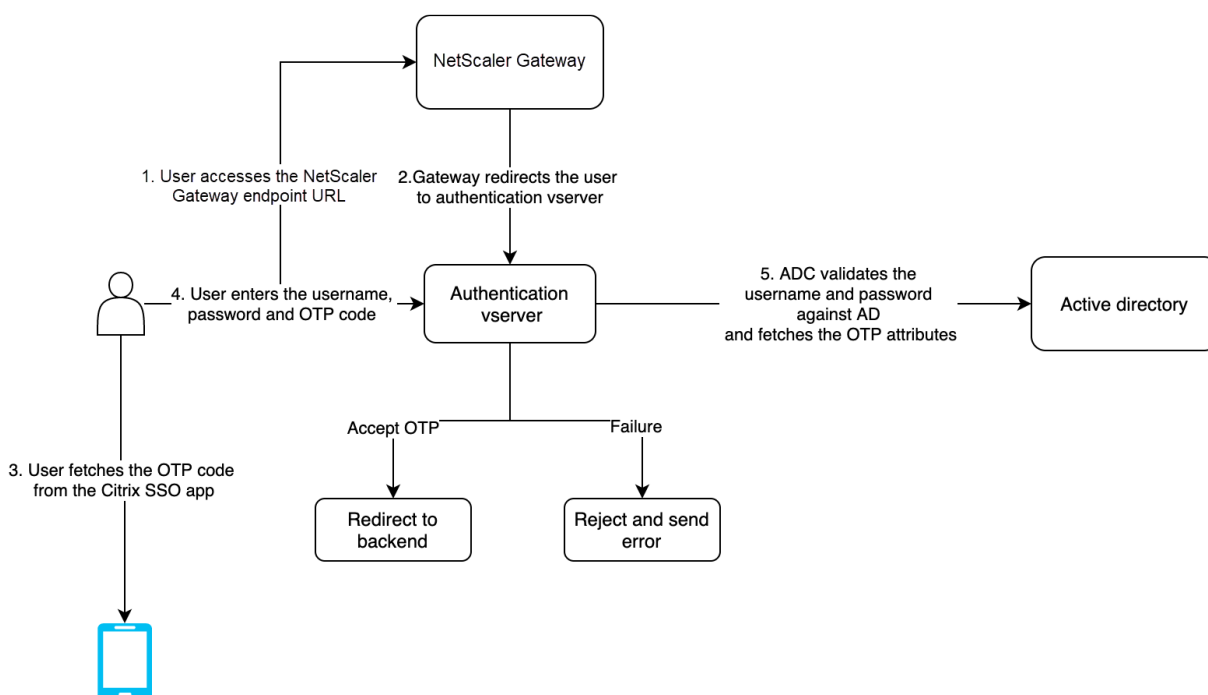 NetScaler Gateway
1. User accesses the NetScaler
Gateway endpoint URL
2.Gateway redirects the user
to authentication vserver
4. User enters the username,
password and OTP code
Authentication
vserver
5. ADC validates the
username and password
against AD
and fetches the OTP attributes
Active directory
Accept OTP
Failure
3. User fetches the OTP code
from the Citrix SSO app
Redirect to
backend
Reject and send
error